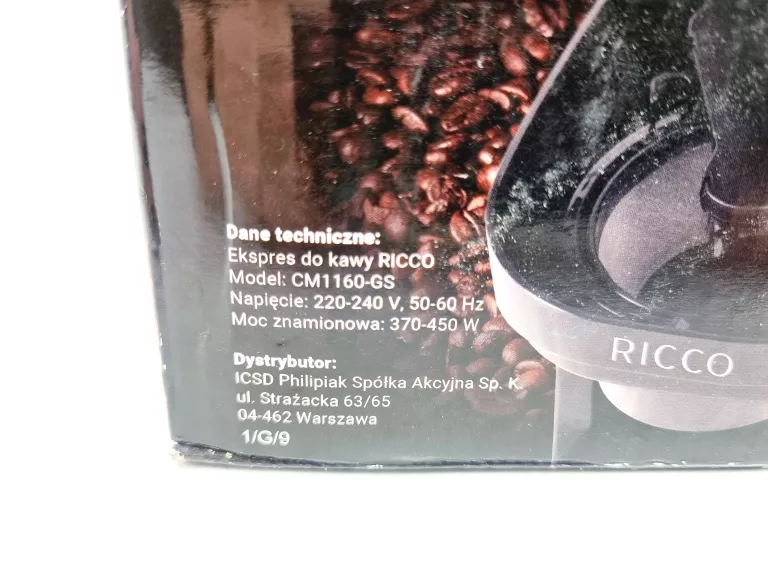 Dane techniczne:
Ekspres do kawy RICCO
Model: CM1160-GS
Napięcie: 220-240 V, 50-60 Hz
Moc znamionowa: 370-450 W
Dystrybutor:
ICSD Philipiak Spółka Akcyjna Sp. K.
ul. Strażacka 63/65
04-462 Warszawa
1/G/9
RICCO